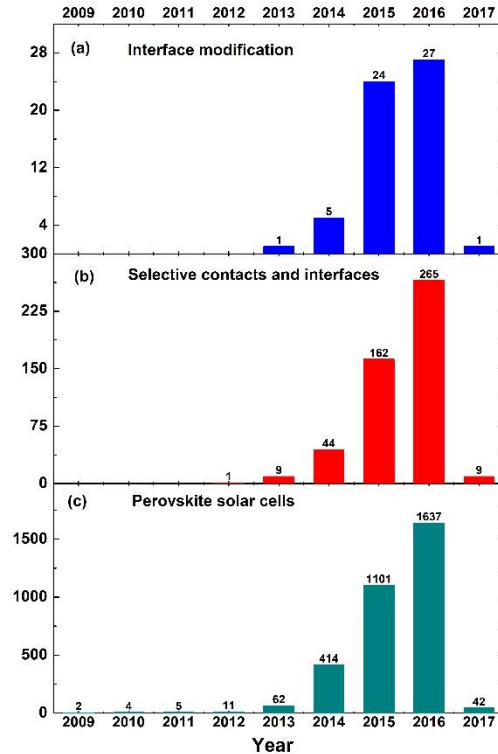 2009 2010 2011 2012 2013 2014 2015 2016 2017
(a) Interface modification
28
20
12
4
1 5 24 27 1
300
(b) Selective contacts and interfaces
225
150
75
0
1 9 44 162 265 9
(c) Perovskite solar cells
1500
1000
500
0
2 4 5 11 62 414 1101 1637 42
2009 2010 2011 2012 2013 2014 2015 2016 2017
Year